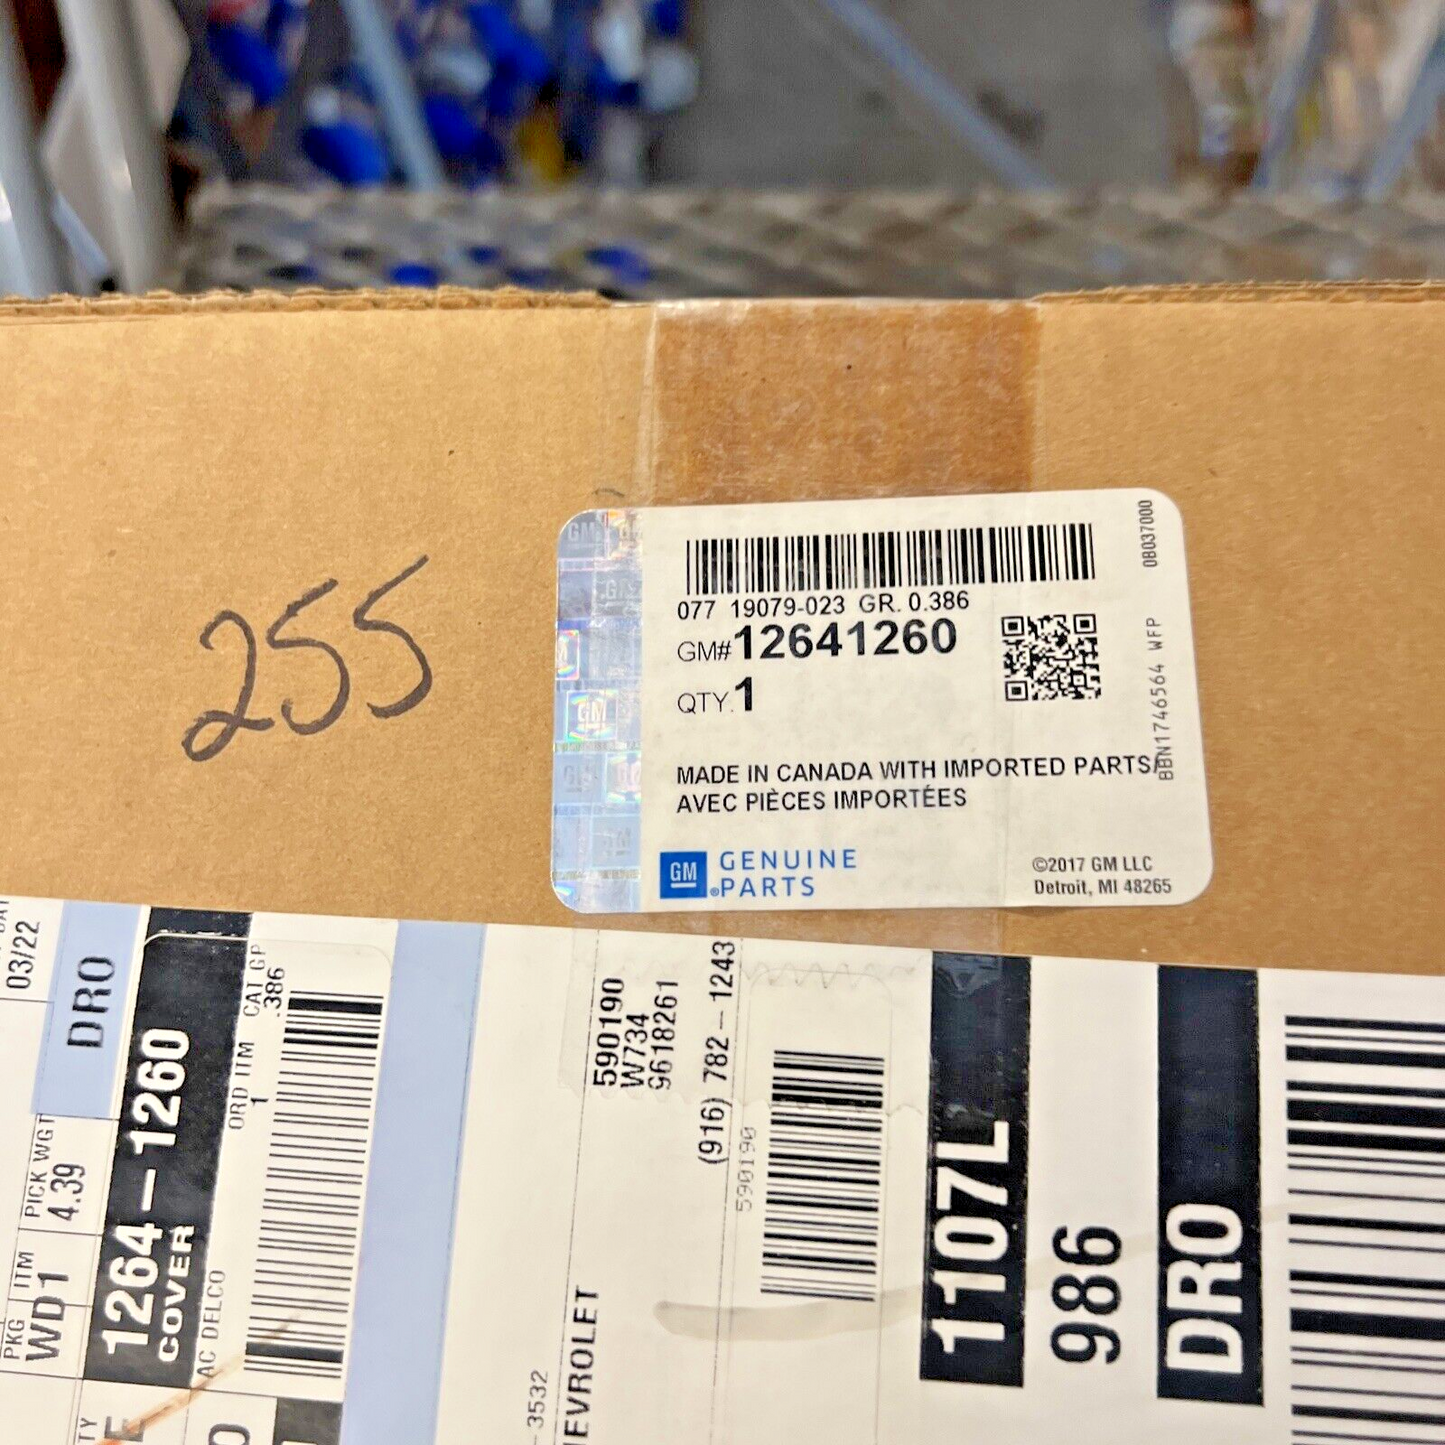 255
08037000
077 19079-023 GR. 0.386
GM# 12641260
QTY. 1
BBN1746564 WFP
MADE IN CANADA WITH IMPORTED PARTS/
AVEC PIÈCES IMPORTÉES
GM GENUINE
PARTS
©2017 GM LLC
Detroit, MI 48265
03/22
DRO
PICK WGT
4.39
PKG ITM
WD1
1264-1260
COVER
CAT GP
.386
ORD ITM
1
AC DELCO
590190
W734
9618261
(916) 782-1243
590190
-3532
HEVROLET
1107L
986
DRO